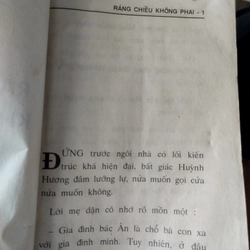 RÁNG CHIỀU KHÔNG PHAI - 1
ĐỨNG trước ngôi nhà có lối kiến
trúc khá hiện đại, bất giác Huỳnh
Hương đâm lưỡng lự, nửa muốn gọi cửa
nửa muốn không.
Lời mẹ dặn cô nhớ rõ mồn một :
- Gia đình bác Ân là chỗ bà con xa
với gia đình mình. Tuy nhiên, ở đâu